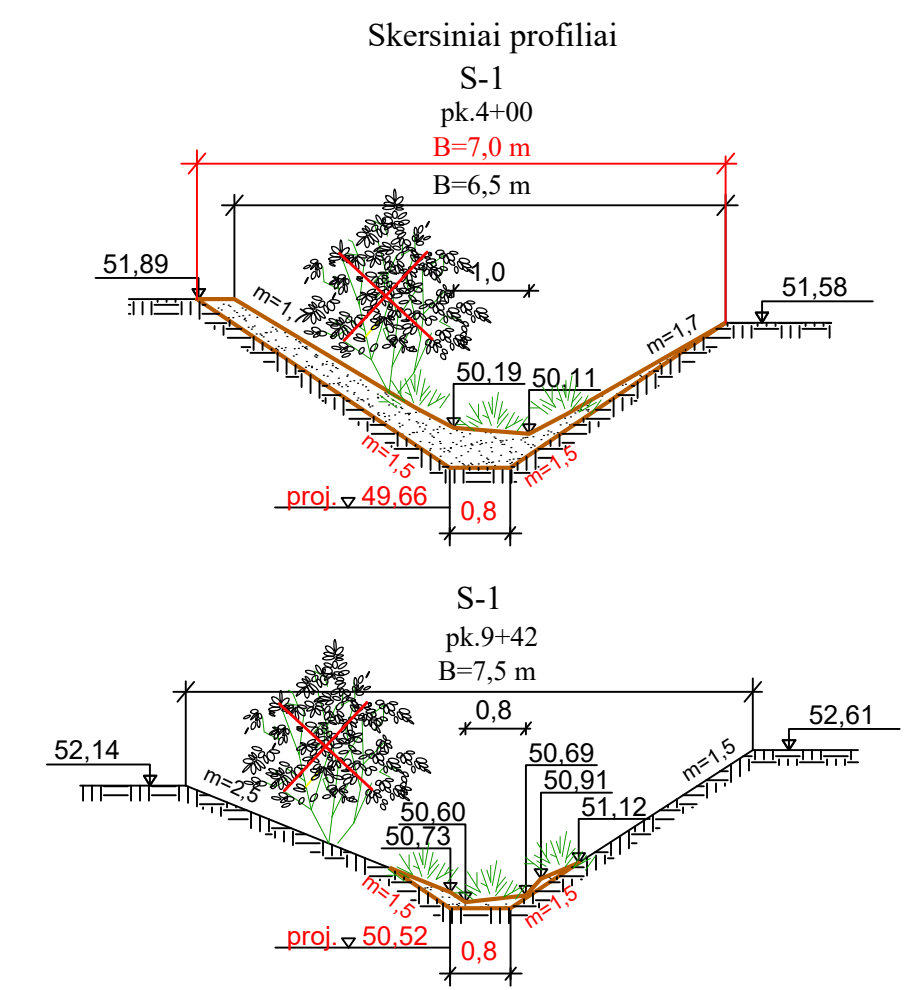 Skersiniai profiliai
S-1
pk.4+00
B=7,0 m
B=6,5 m
51,89
1,0
51,58
m=1,7
50,19
50,11
m=1,5
m=1,5
proj. 49,66
0,8
S-1
pk.9+42
B=7,5 m
0,8
52,14
52,61
m=2,5
m=1,5
50,69
50,91
50,60
51,12
50,73
m=1,5
m=1,5
proj. 50,52
0,8